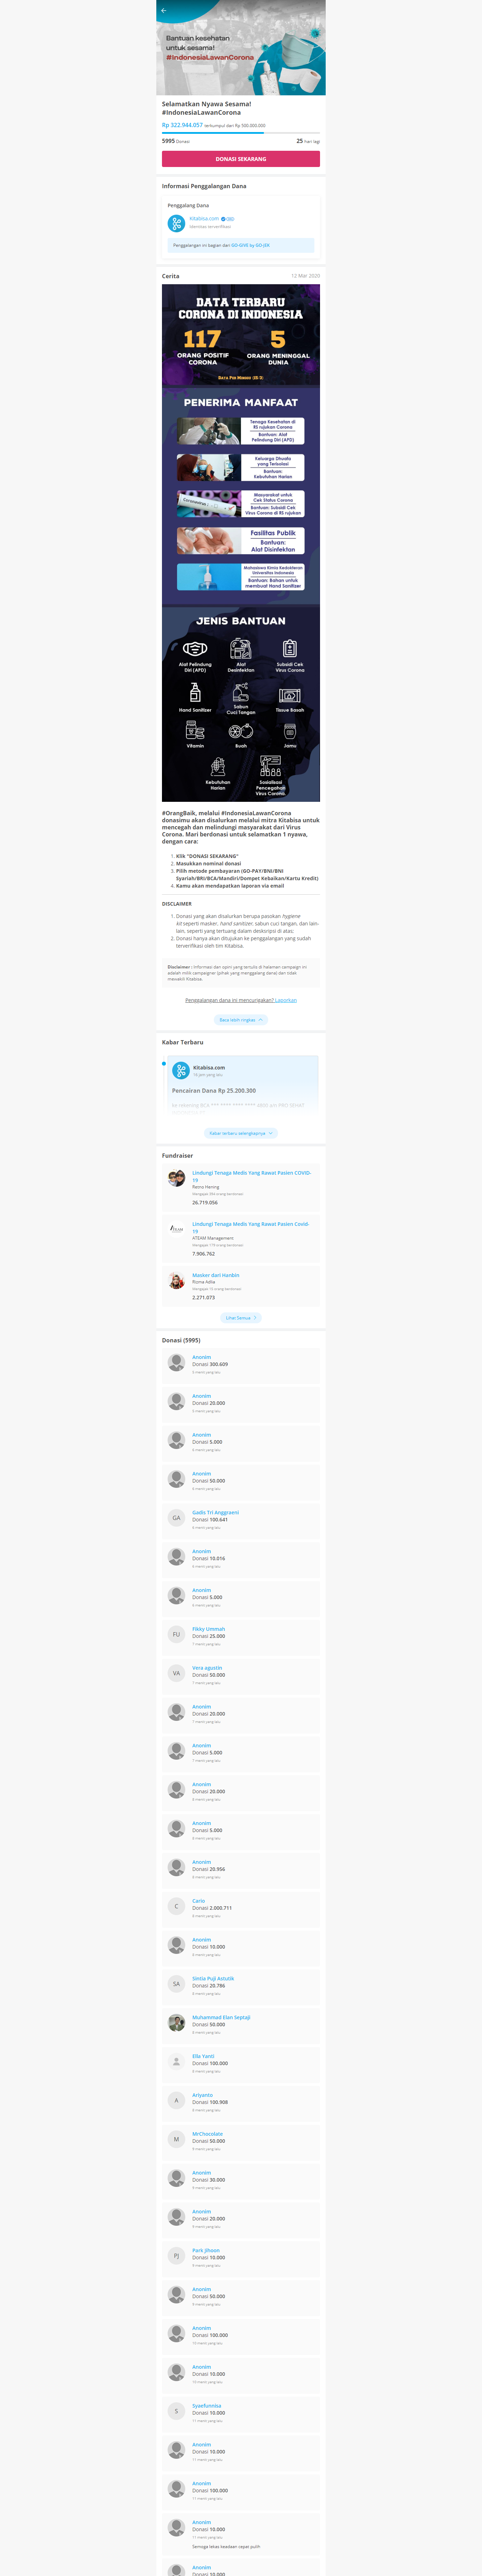 Bantuan kesehatan
untuk sesama!
#IndonesiaLawanCorona
Selamatkan Nyawa Sesama!
#IndonesiaLawanCorona
Rp 322.944.057 terkumpul dari Rp 500.000.000
5995 Donasi
25 hari lagi
DONASI SEKARANG
Informasi Penggalangan Dana
Penggalang Dana
Kitabisa.com
Identitas terverifikasi
Penggalangan ini bagian dari GO-GIVE by GO-JEK
Cerita
12 Mar 2020
DATA TERBARU
CORONA DI INDONESIA
117
ORANG POSITIF
CORONA
5
ORANG MENINGGAL
DUNIA
PENERIMA MANFAAT
Tenaga Kesehatan di
RS rujukan Corona
Bantuan: Alat
Pelindung Diri (APD)
Keluarga Dhuafa
yang Terisolasi
Bantuan:
Kebutuhan Harian
Masyarakat untuk
Cek Status Corona
Bantuan: Subsidi Cek
Virus Corona di RS rujukan
Fasilitas Publik
Bantuan:
Alat Disinfektan
Mahasiswa Kimia Kedokteran
Universitas Indonesia
Bantuan: Bahan untuk
membuat Hand Sanitizer
JENIS BANTUAN
Alat Pelindung
Diri (APD)
Alat
Desinfektan
Subsidi Cek
Virus Corona
Hand Sanitizer
Sabun
Cuci Tangan
Tissue Basah
Vitamin
Buah
Jamu
Kebutuhan
Harian
Sosialisasi
Pencegahan
Virus Corona
#OrangBaik, melalui #IndonesiaLawanCorona
donasimu akan disalurkan melalui mitra Kitabisa untuk
mencegah dan melindungi masyarakat dari Virus
Corona. Mari berdonasi untuk selamatkan 1 nyawa,
dengan cara:
1. Klik "DONASI SEKARANG"
2. Masukkan nominal donasi
3. Pilih metode pembayaran (GO-PAY/BNI/BNI
Syariah/BRI/BCA/Mandiri/Dompet Kebaikan/Kartu Kredit)
4. Kamu akan mendapatkan laporan via email
DISCLAIMER
1. Donasi yang akan disalurkan berupa pasokan hygiene
kit seperti masker, hand sanitizer, sabun cuci tangan, dan lain-
lain, seperti yang tertuang dalam deskripsi di atas;
2. Donasi hanya akan ditujukan ke penggalangan yang sudah
terverifikasi oleh tim Kitabisa.
Disclaimer : Informasi dan opini yang tertulis di halaman campaign ini
adalah milik campaigner (pihak yang menggalang dana) dan tidak
mewakili Kitabisa
Penggalangan dana ini mencurigakan? Laporkan
Baca lebih ringkas
Kabar Terbaru
Kitabisa.com
Pencairan Dana Rp 25.200.300
Kabar terbaru selengkapnya
Fundraiser
Lindungi Tenaga Medis Yang Rawat Pasien COVID-
19
Ratna Haning
26.719.056
Lindungi Tenaga Medis Yang Rawat Pasien Covid-
19
ATEAM Management
7.906.762
Masker dari Hanbin
Risma Adlia
2.271.073
Lihat Semua
Donasi (5995)
Anonim
Donasi 300.609
Anonim
Donasi 20.000
Anonim
Donasi 5.000
Anonim
Donasi 50.000
GA
Gadis Tri Anggraeni
Donasi 100.641
Anonim
Donasi 10.016
Anonim
Donasi 5.000
FU
Fikky Ummah
Donasi 25.000
VA
Vera agustin
Donasi 50.000
Anonim
Donasi 20.000
Anonim
Donasi 5.000
Anonim
Donasi 20.000
Anonim
Donasi 5.000
Anonim
Donasi 20.956
C
Carlo
Donasi 2.000.711
Anonim
Donasi 10.000
SA
Sintia Puji Astutik
Donasi 20.786
Muhammad Elan Septaji
Donasi 50.000
Ella Yanti
Donasi 100.000
A
Ariyanto
Donasi 100.908
M
MrChocolate
Donasi 50.000
Anonim
Donasi 30.000
Anonim
Donasi 20.000
PJ
Park Jihoon
Donasi 10.000
Anonim
Donasi 50.000
Anonim
Donasi 100.000
Anonim
Donasi 10.000
S
Syaefunnisa
Donasi 10.000
Anonim
Donasi 10.000
Anonim
Donasi 100.000
Anonim
Donasi 10.000
11 menit yang lalu
Semoga lekas keadaan cepat pulih
Anonim
Donasi 10.000